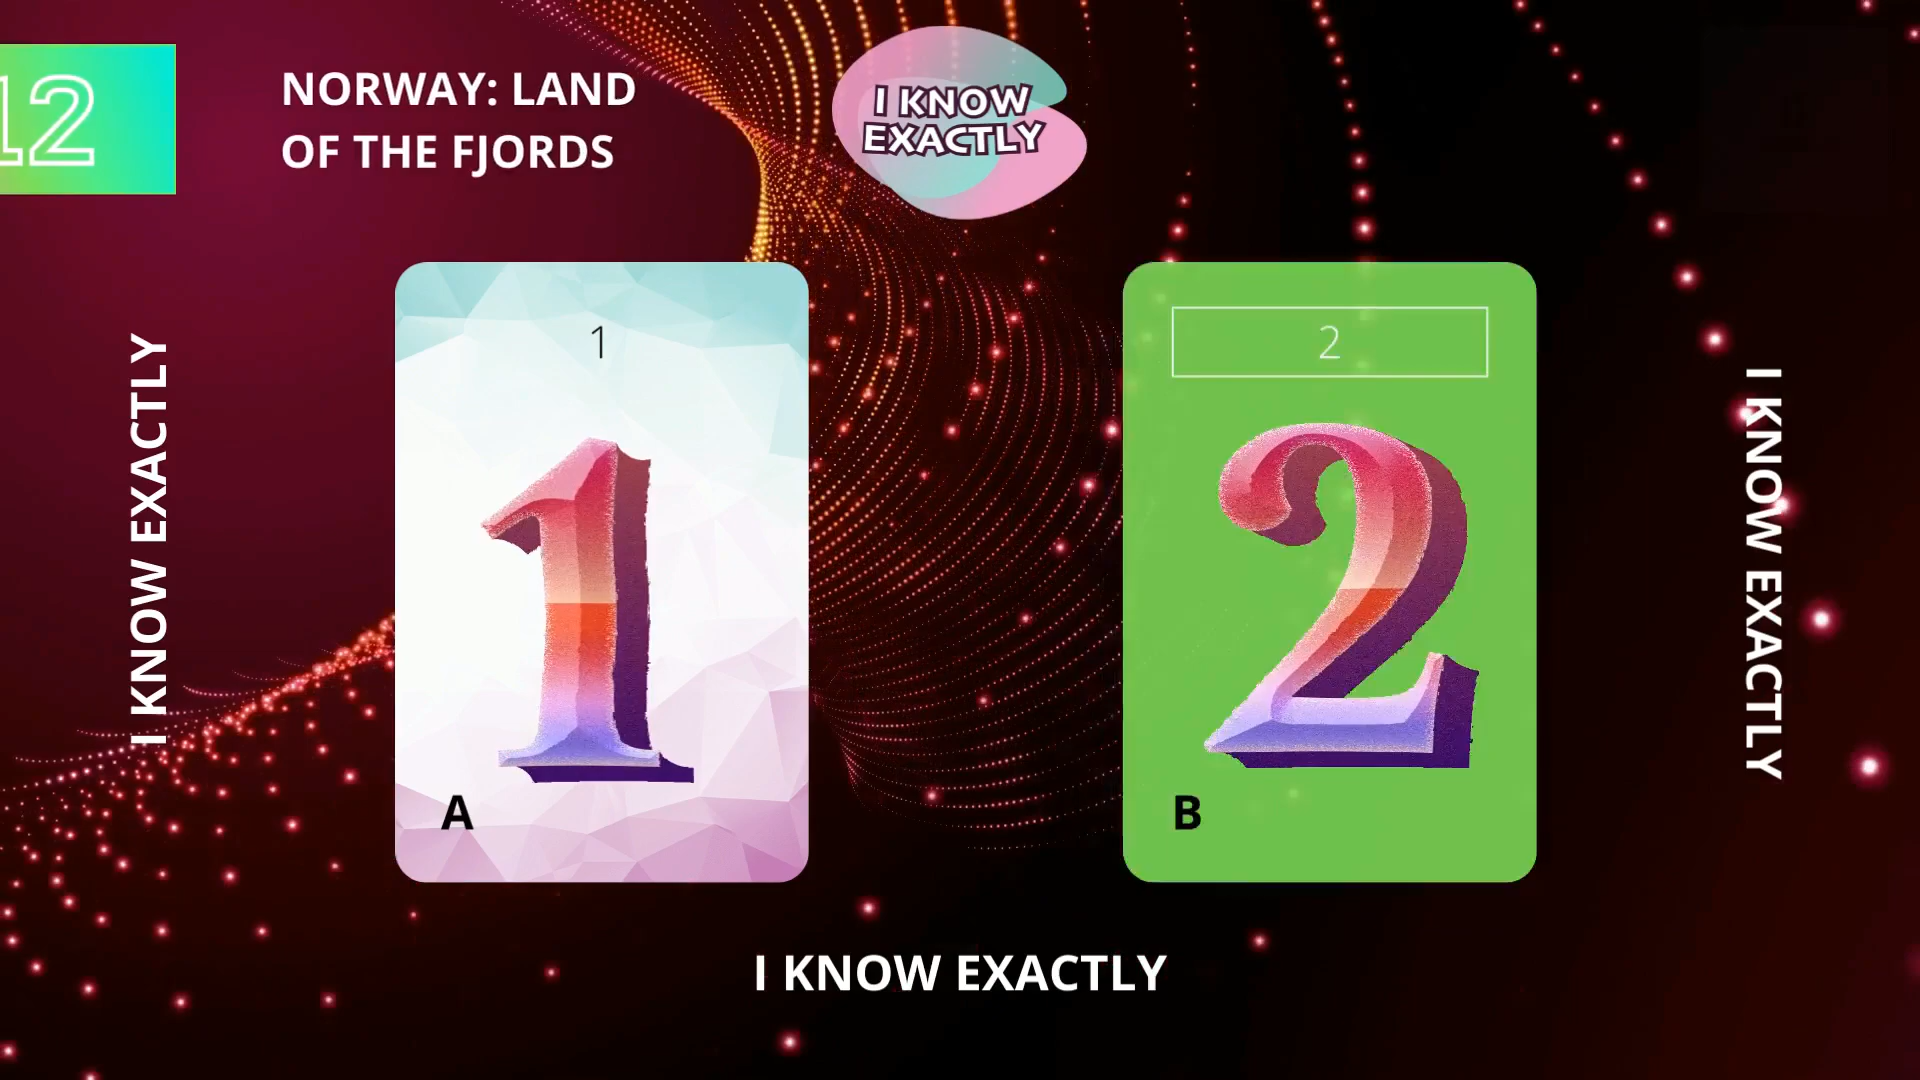 12
NORWAY: LAND
OF THE FJORDS
I KNOW
EXACTLY
I KNOW EXACTLY
1
1
A
2
2
B
I KNOW EXACTLY
I KNOW EXACTLY